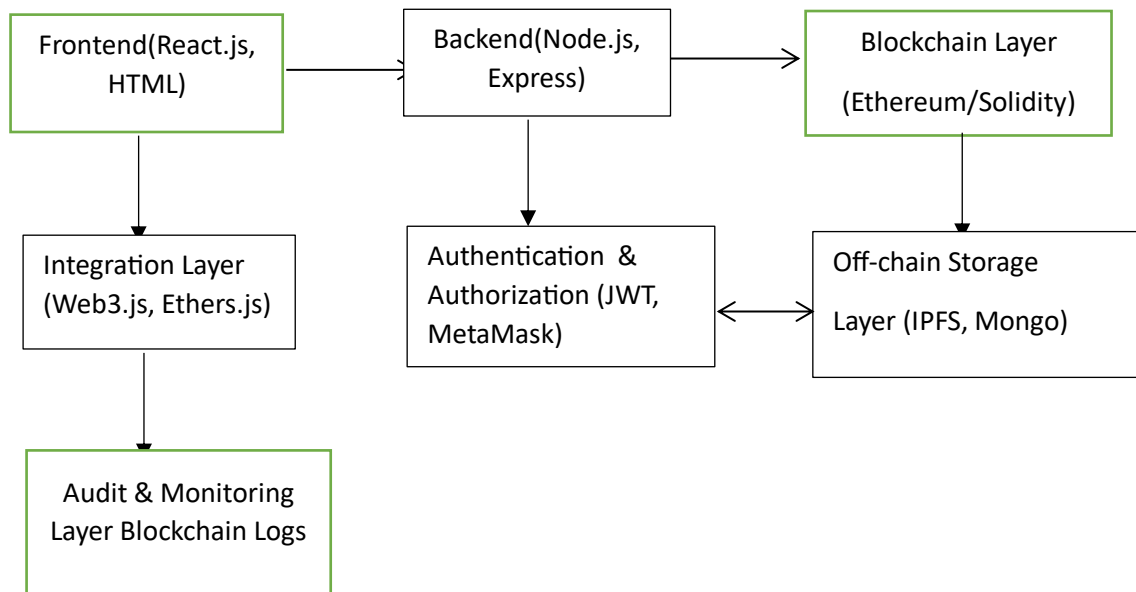 Frontend(React.js,
HTML)
Backend(Node.js,
Express)
Blockchain Layer
(Ethereum/Solidity)
Integration Layer
(Web3.js, Ethers.js)
Authentication &
Authorization (JWT,
MetaMask)
Off-chain Storage
Layer (IPFS, Mongo)
Audit & Monitoring
Layer Blockchain Logs